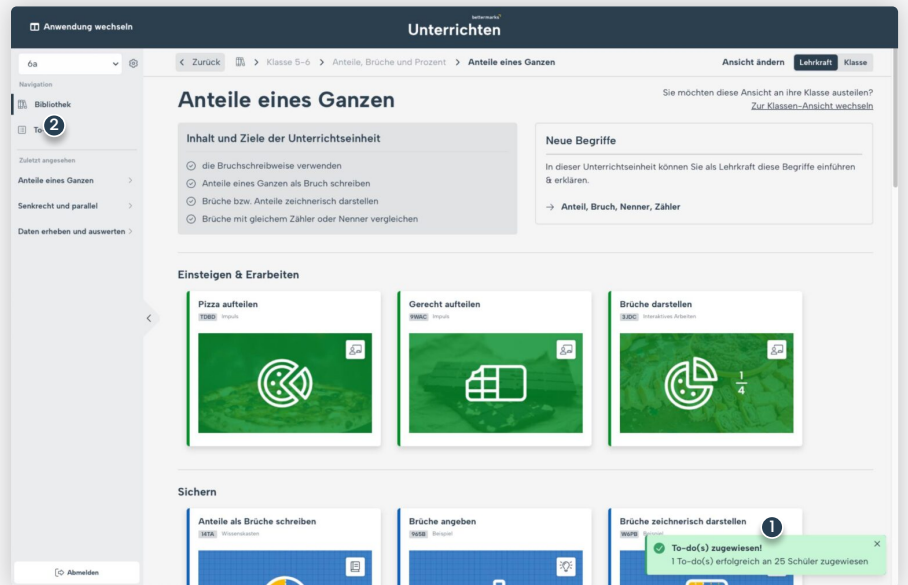 Anwendung wechseln
bettermarks
Unterrichten
6a
Zurück > Klasse 5-6 > Anteile, Brüche und Prozent > Anteile eines Ganzen
Ansicht ändern Lehrkraft Klasse
Navigation
Bibliothek
To
2
Zuletzt angesehen
Anteile eines Ganzen
Senkrecht und parallel
Daten erheben und auswerten
Abmelden
Anteile eines Ganzen
Sie möchten diese Ansicht an ihre Klasse austeilen?
Zur Klassen-Ansicht wechseln
Inhalt und Ziele der Unterrichtseinheit
die Bruchschreibweise verwenden
Anteile eines Ganzen als Bruch schreiben
Brüche bzw. Anteile zeichnerisch darstellen
Brüche mit gleichem Zähler oder Nenner vergleichen
Neue Begriffe
In dieser Unterrichtseinheit können Sie als Lehrkraft diese Begriffe einführen
& erklären.
→ Anteil, Bruch, Nenner, Zähler
Einsteigen & Erarbeiten
Pizza aufteilen
TDBD Impuls
Gerecht aufteilen
9WAC Impuls
Brüche darstellen
3JDC Interaktives Arbeiten
1
4
Sichern
Anteile als Brüche schreiben
1KTA Wissenskasten
Brüche angeben
965B Beispiel
Brüche zeichnerisch darstellen
W6PB
1
To-do(s) zugewiesen!
1 To-do(s) erfolgreich an 25 Schüler zugewiesen